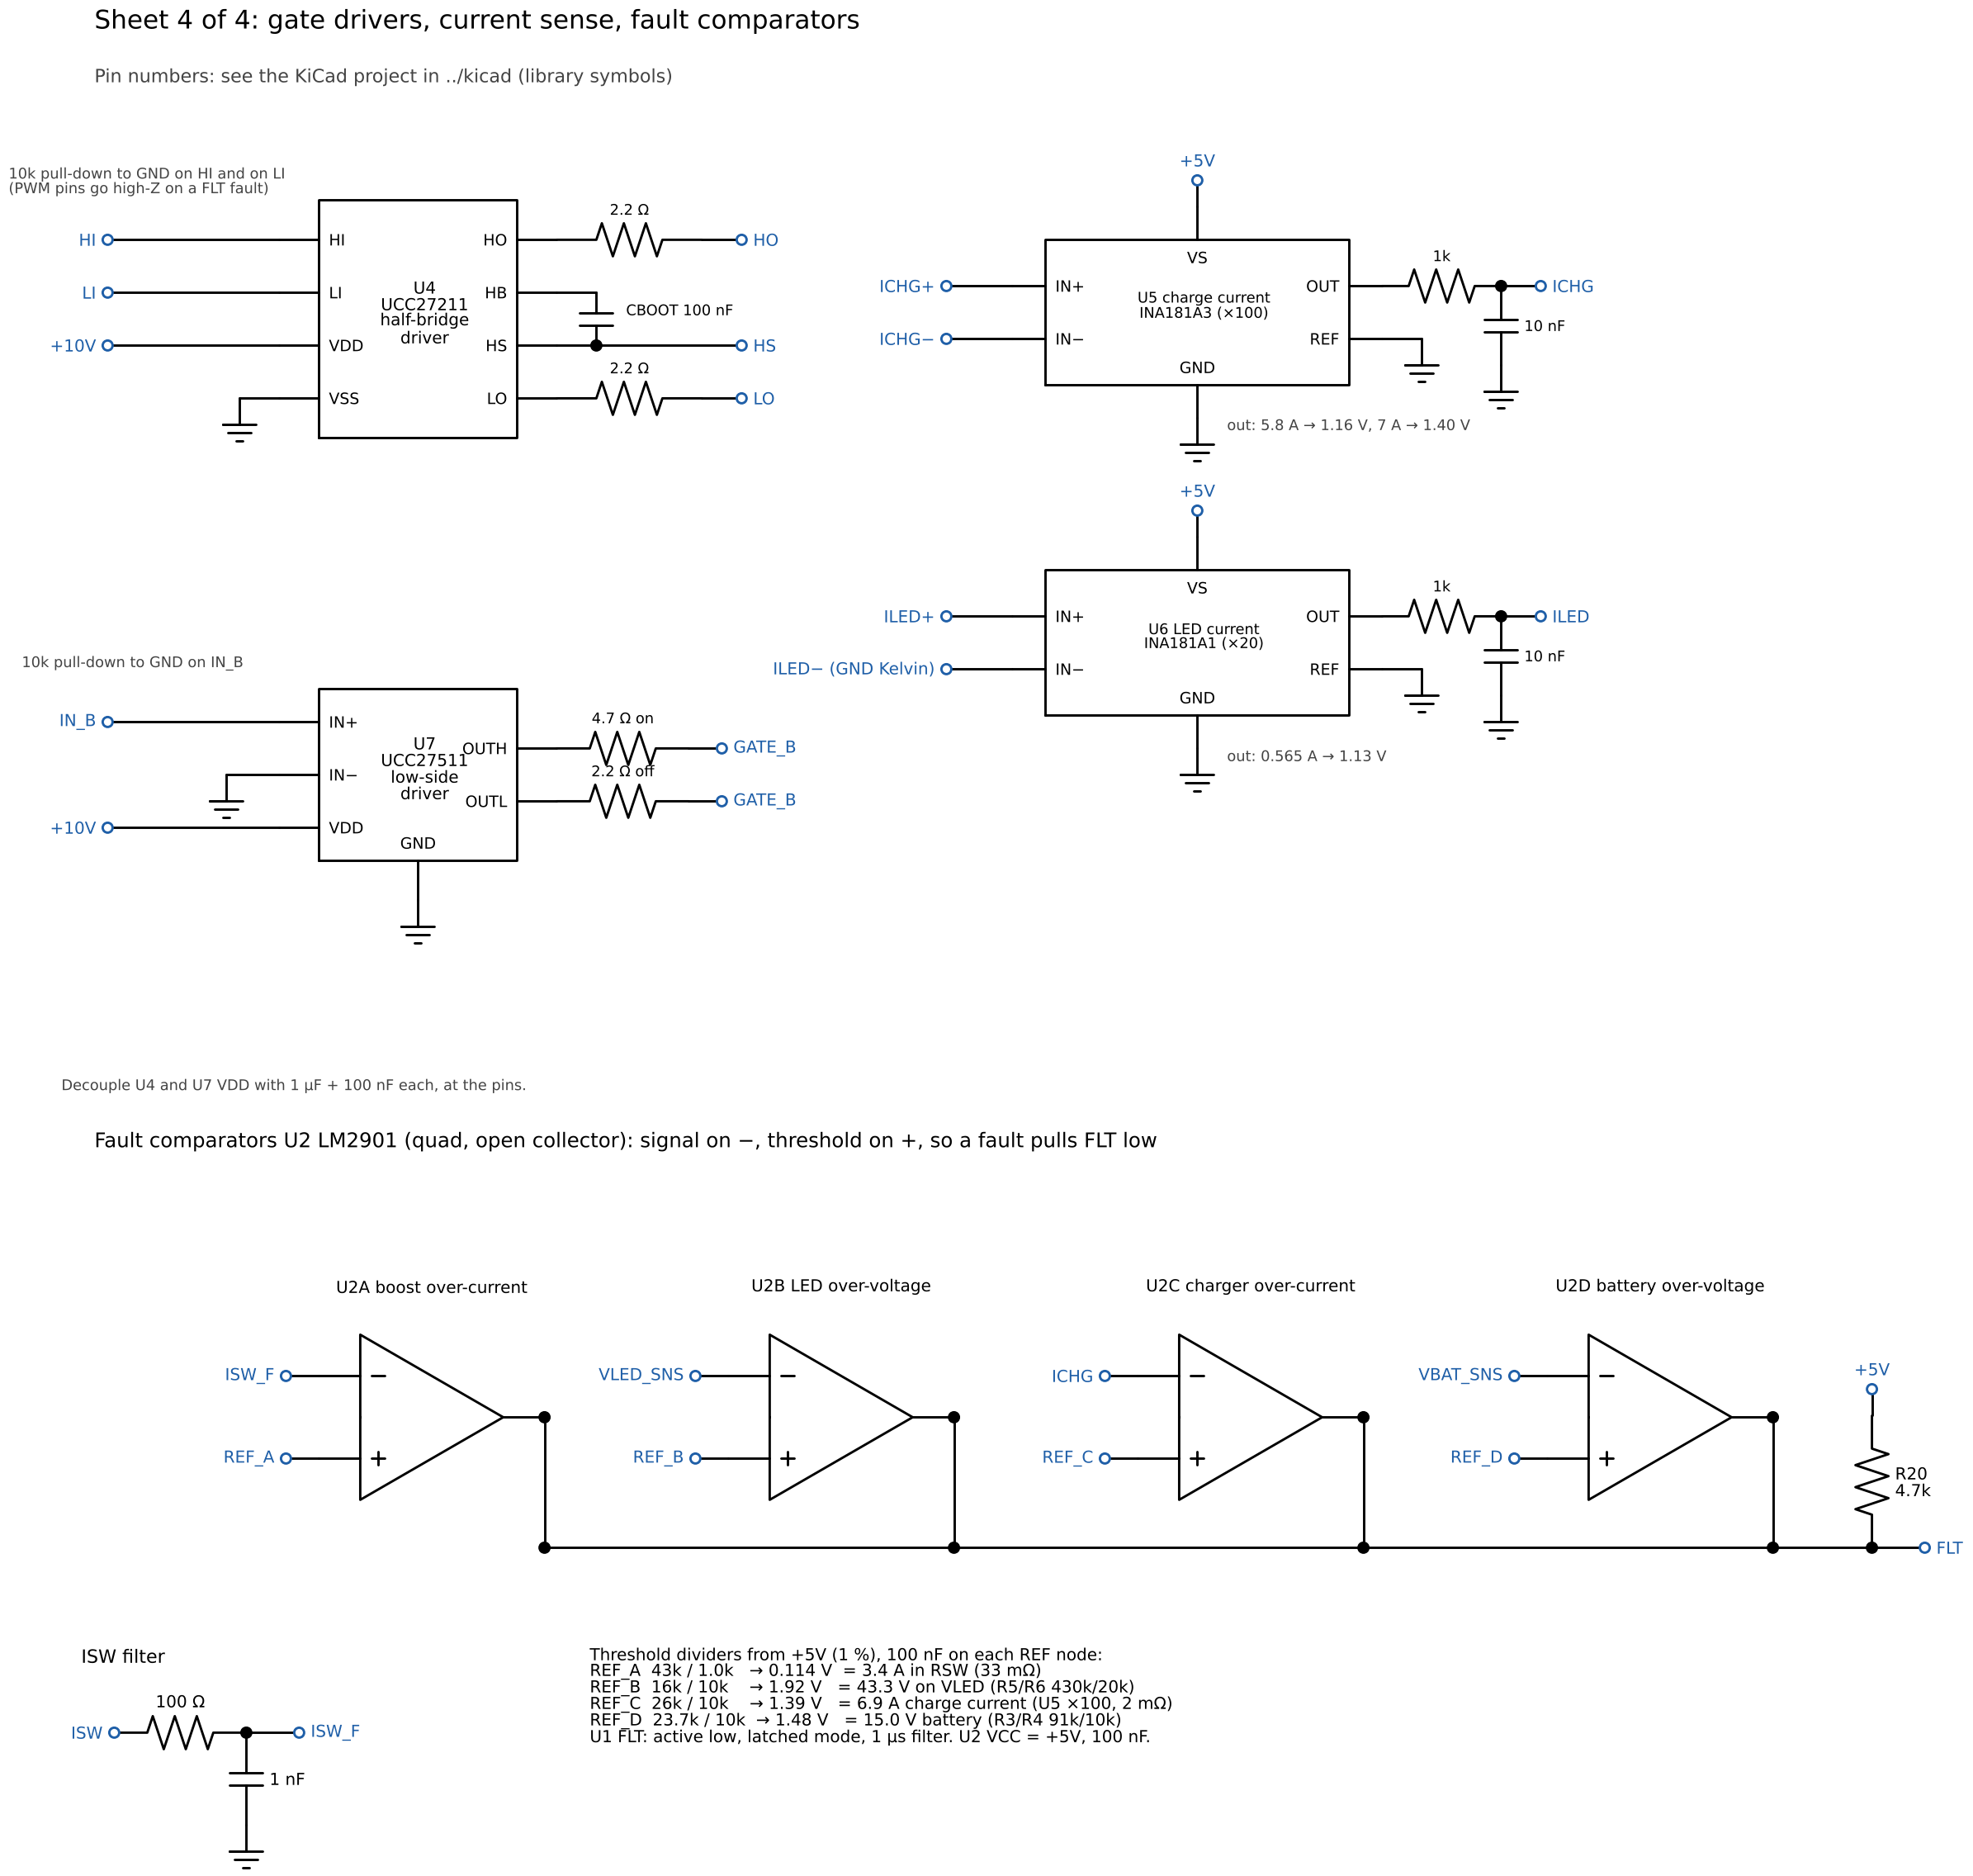 Sheet 4 of 4: gate drivers, current sense, fault comparators
Pin numbers: see the KiCad project in ../kicad (library symbols)
10k pull-down to GND on HI and on LI
(PWM pins go high-Z on a FLT fault)
HI
LI
+10V
HI
LI
VDD
VSS
U4
UCC27211
half-bridge
driver
HO
HB
HS
LO
2.2 Ω
CBOOT 100 nF
2.2 Ω
HO
HS
LO
+5V
ICHG+
ICHG−
IN+
IN−
VS
U5 charge current
INA181A3 (×100)
GND
OUT
REF
1k
ICHG
10 nF
out: 5.8 A → 1.16 V, 7 A → 1.40 V
+5V
ILED+
ILED− (GND Kelvin)
IN+
IN−
VS
U6 LED current
INA181A1 (×20)
GND
OUT
REF
1k
ILED
10 nF
out: 0.565 A → 1.13 V
10k pull-down to GND on IN_B
IN_B
+10V
IN+
IN−
VDD
U7
UCC27511
low-side
driver
GND
OUTH
OUTL
4.7 Ω on
2.2 Ω off
GATE_B
GATE_B
Decouple U4 and U7 VDD with 1 µF + 100 nF each, at the pins.
Fault comparators U2 LM2901 (quad, open collector): signal on −, threshold on +, so a fault pulls FLT low
U2A boost over-current
ISW_F
REF_A
−
+
U2B LED over-voltage
VLED_SNS
REF_B
−
+
U2C charger over-current
ICHG
REF_C
−
+
U2D battery over-voltage
VBAT_SNS
REF_D
−
+
+5V
R20
4.7k
FLT
ISW filter
100 Ω
ISW
ISW_F
1 nF
Threshold dividers from +5V (1 %), 100 nF on each REF node:
REF_A 43k / 1.0k → 0.114 V = 3.4 A in RSW (33 mΩ)
REF_B 16k / 10k → 1.92 V = 43.3 V on VLED (R5/R6 430k/20k)
REF_C 26k / 10k → 1.39 V = 6.9 A charge current (U5 ×100, 2 mΩ)
REF_D 23.7k / 10k → 1.48 V = 15.0 V battery (R3/R4 91k/10k)
U1 FLT: active low, latched mode, 1 µs filter. U2 VCC = +5V, 100 nF.